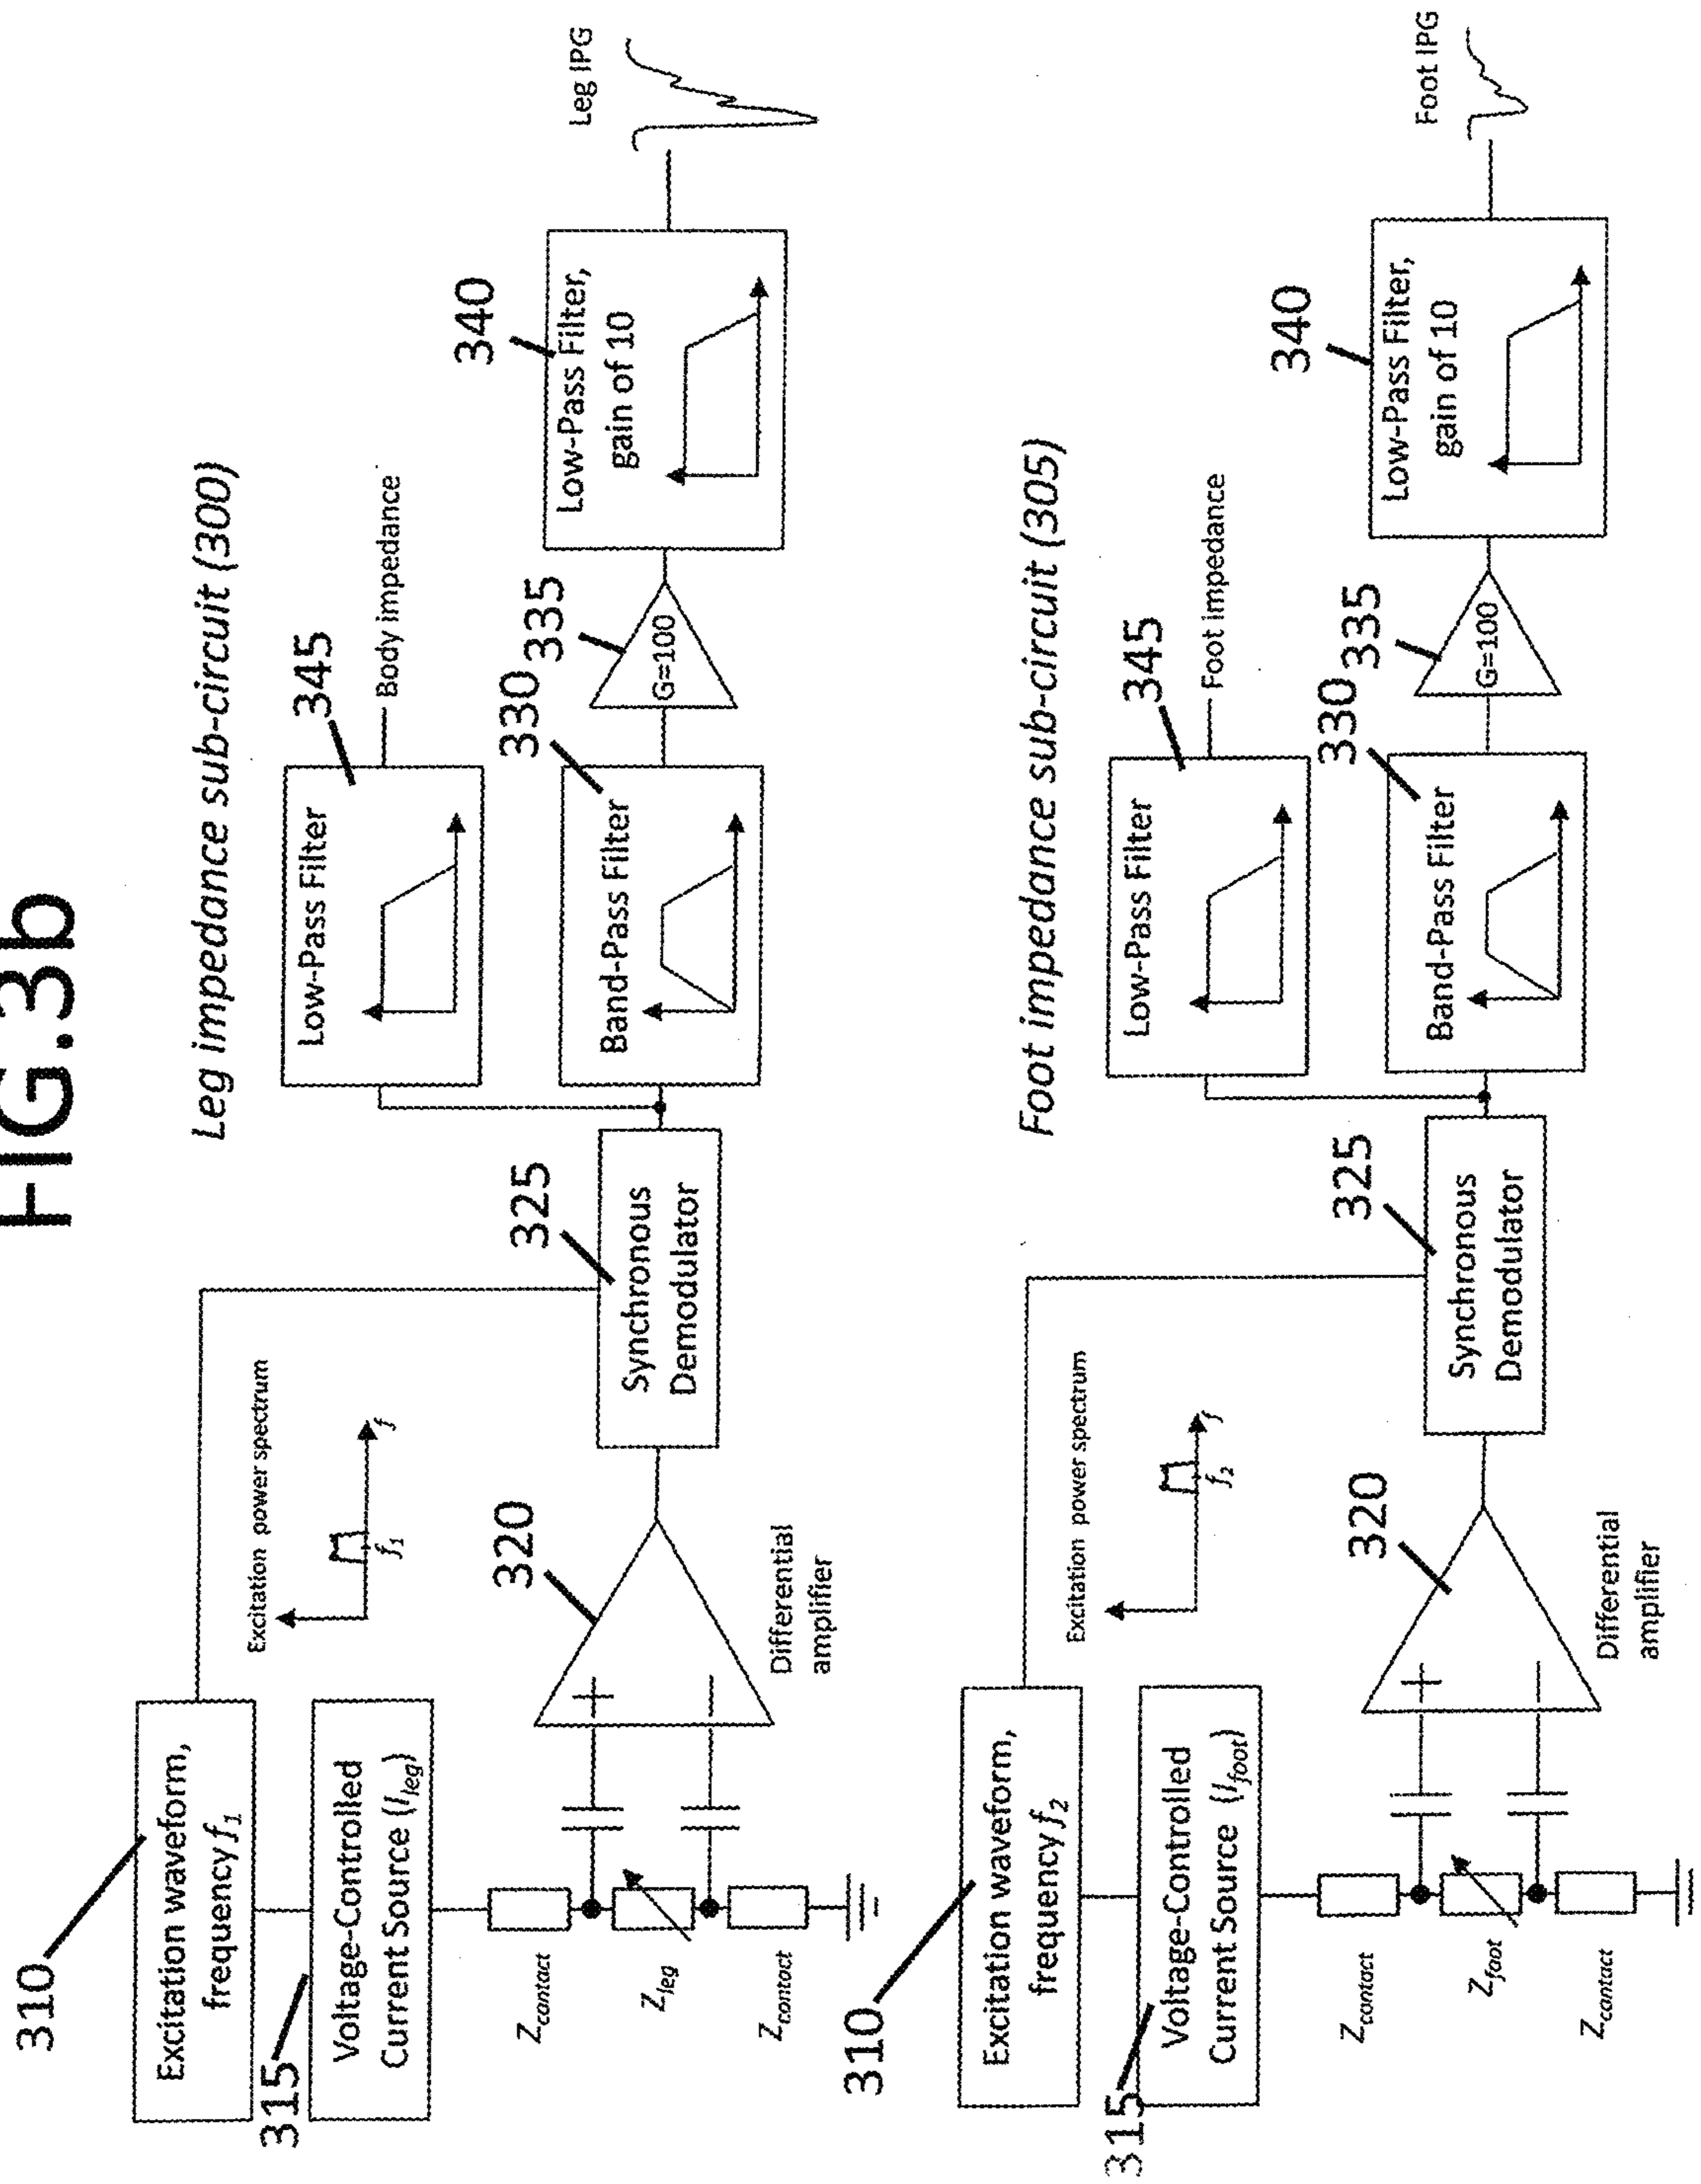 FIG.3b
Leg impedance sub-circuit (300)
310
Excitation waveform,
frequency f1
315
Voltage-Controlled
Current Source (Ileg)
Excitation power spectrum
f1
f
Zcontact
Zleg
Zcontact
320
+
−
Differential
amplifier
325
Synchronous
Demodulator
345
Low-Pass Filter
Body impedance
330
Band-Pass Filter
335
G=100
340
Low-Pass Filter,
gain of 10
Leg IPG
Foot impedance sub-circuit (305)
310
Excitation waveform,
frequency f2
315
Voltage-Controlled
Current Source (Ifoot)
Excitation power spectrum
f2
f
Zcontact
Zfoot
Zcontact
320
+
−
Differential
amplifier
325
Synchronous
Demodulator
345
Low-Pass Filter
Foot impedance
330
Band-Pass Filter
335
G=100
340
Low-Pass Filter,
gain of 10
Foot IPG